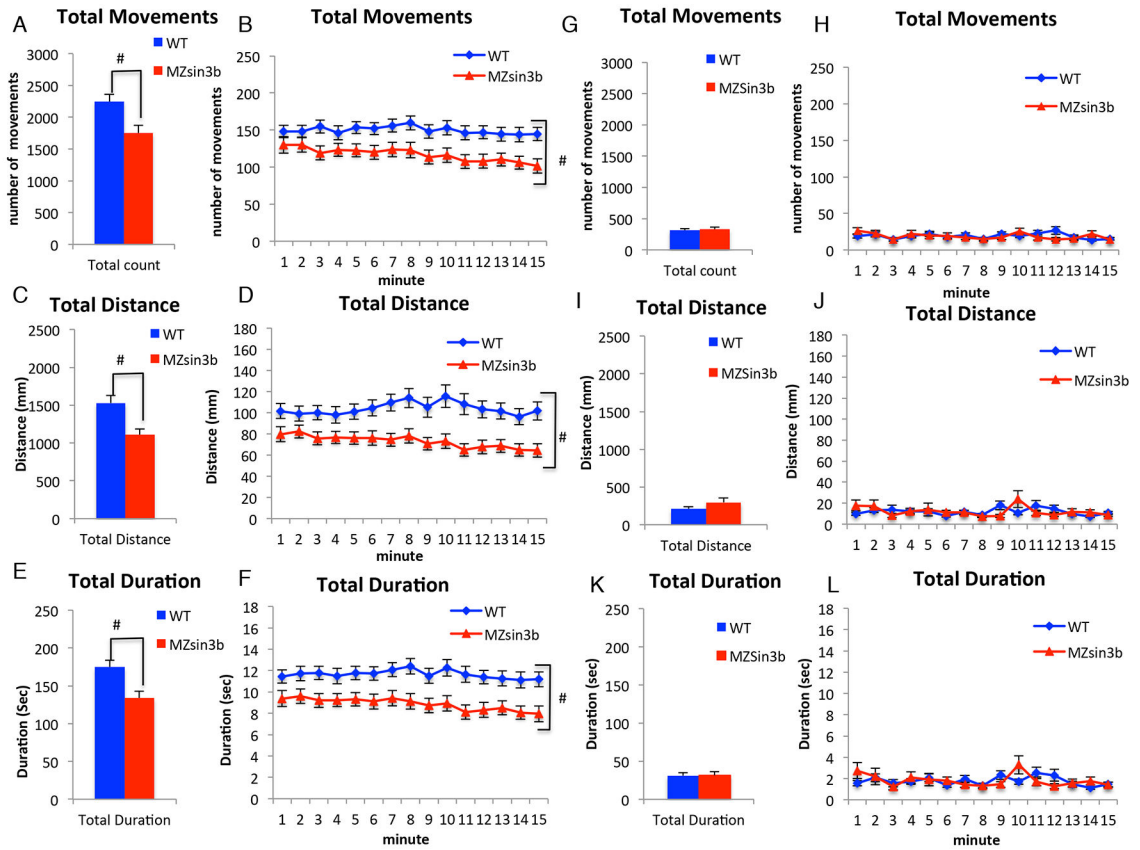 A
Total Movements
number of movements
3000
2500
2000
1500
1000
500
0
#
WT
MZsin3b
Total count
B
Total Movements
number of movements
250
200
150
100
50
0
WT
MZsin3b
#
1 2 3 4 5 6 7 8 9 10 11 12 13 14 15
minute
G
Total Movements
number of movements
3000
2500
2000
1500
1000
500
0
WT
MZSin3b
Total count
H
Total Movements
number of movements
250
200
150
100
50
0
WT
MZsin3b
1 2 3 4 5 6 7 8 9 10 11 12 13 14 15
minute
C
Total Distance
Distance (mm)
2500
2000
1500
1000
500
0
#
WT
MZsin3b
Total Distance
D
Total Distance
Distance (mm)
180
160
140
120
100
80
60
40
20
0
WT
MZsin3b
#
1 2 3 4 5 6 7 8 9 10 11 12 13 14 15
minute
I
Total Distance
Distance (mm)
2500
2000
1500
1000
500
0
WT
MZSin3b
Total Distance
J
Total Distance
Distance (mm)
180
160
140
120
100
80
60
40
20
0
WT
MZsin3b
1 2 3 4 5 6 7 8 9 10 11 12 13 14 15
minute
E
Total Duration
Duration (Sec)
250
200
150
100
50
0
#
WT
MZsin3b
Total Duration
F
Total Duration
Duration (sec)
18
16
14
12
10
8
6
4
2
0
WT
MZsin3b
#
1 2 3 4 5 6 7 8 9 10 11 12 13 14 15
minute
K
Total Duration
Duration (sec)
250
200
150
100
50
0
WT
MZSin3b
Total Duration
L
Total Duration
Duration (sec)
18
16
14
12
10
8
6
4
2
0
WT
MZsin3b
1 2 3 4 5 6 7 8 9 10 11 12 13 14 15
minute